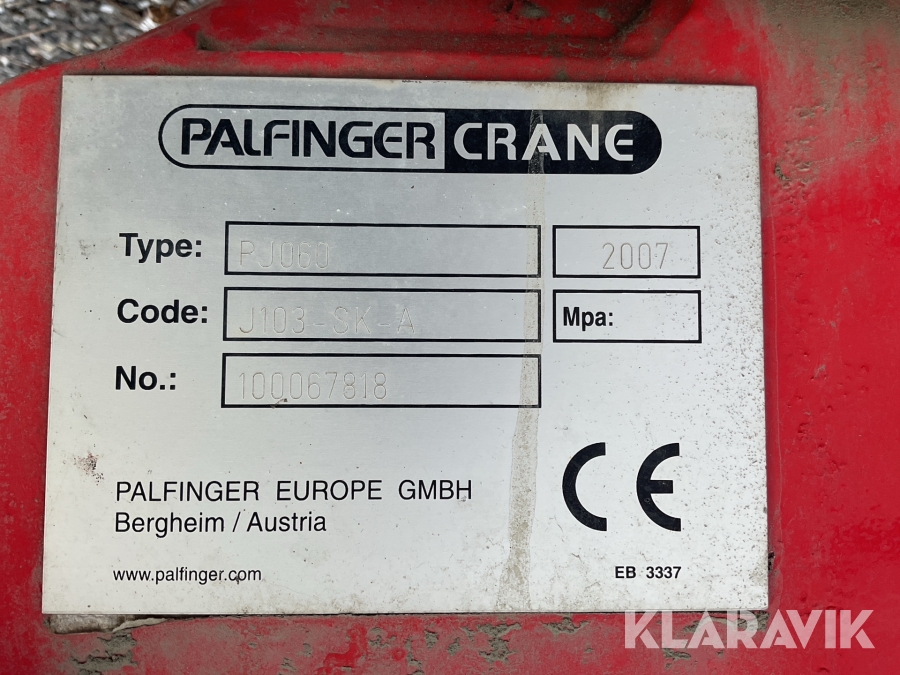 PALFINGER CRANE
Type: PJ060 2007
Code: J103-SK-A Mpa:
No.: 100067818
PALFINGER EUROPE GMBH
Bergheim / Austria
www.palfinger.com
EB 3337
CE
KLARAVIK